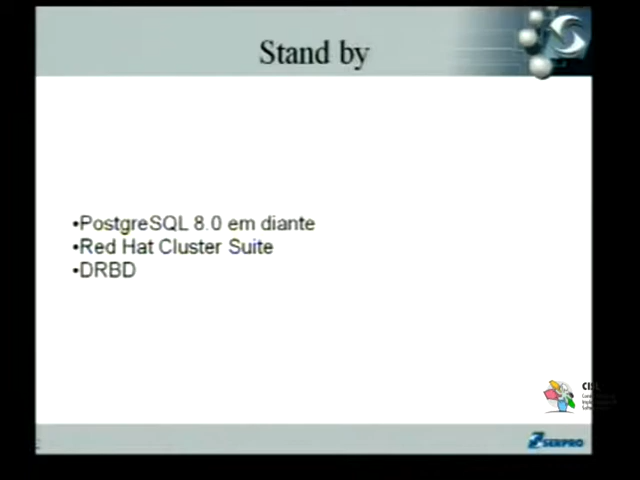 Stand by
•PostgreSQL 8.0 em diante
•Red Hat Cluster Suite
•DRBD
SERPRO